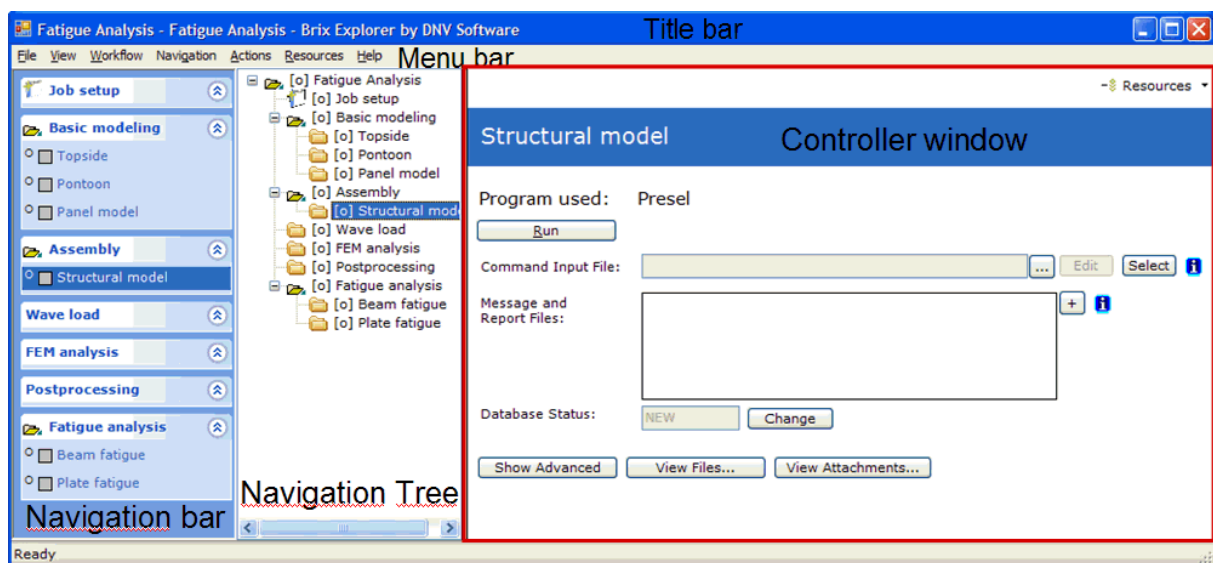 Fatigue Analysis - Fatigue Analysis - Brix Explorer by DNV Software
Title bar
File View Workflow Navigation Actions Resources Help
Menu bar
Job setup
Basic modeling
Topside
Pontoon
Panel model
Assembly
Structural model
Wave load
FEM analysis
Postprocessing
Fatigue analysis
Beam fatigue
Plate fatigue
Navigation bar
[o] Fatigue Analysis
[o] Job setup
[o] Basic modeling
[o] Topside
[o] Pontoon
[o] Panel model
[o] Assembly
[o] Structural mode
[o] Wave load
[o] FEM analysis
[o] Postprocessing
[o] Fatigue analysis
[o] Beam fatigue
[o] Plate fatigue
Navigation Tree
Resources
Structural model
Controller window
Program used: Presel
Run
Command Input File: ... Edit Select
Message and
Report Files: +
Database Status: NEW Change
Show Advanced View Files... View Attachments...
Ready